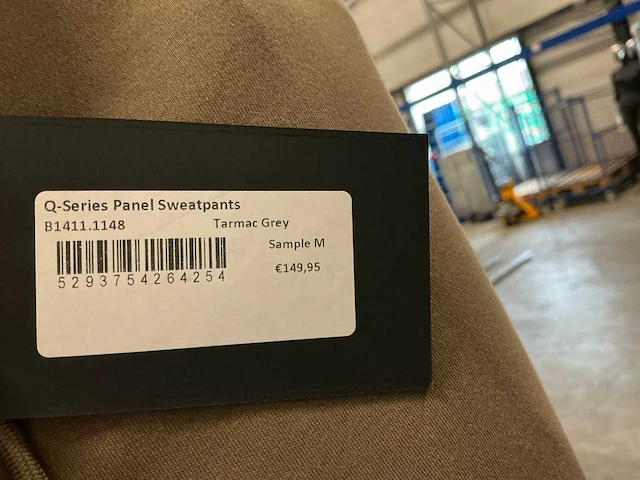 Q-Series Panel Sweatpants
B1411.1148 Tarmac Grey
Sample M
€149,95
5293754264254